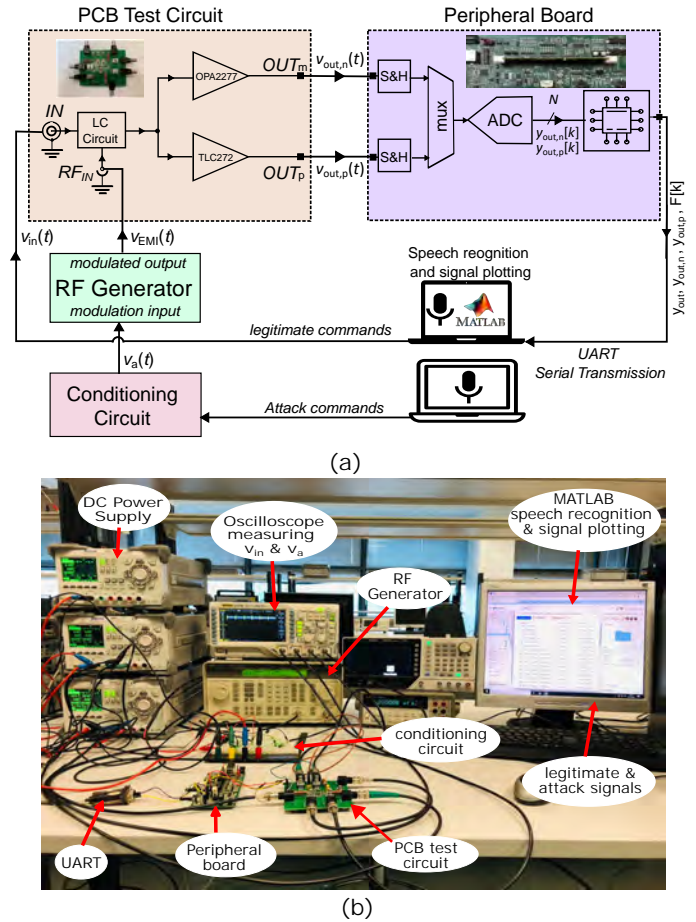 PCB Test Circuit
Peripheral Board
OPA2277
OUTm
vout,n(t)
S&H
IN
LC
Circuit
mux
ADC
N
yout,n[k]
yout,p[k]
TLC272
OUTp
vout,p(t)
S&H
RFIN
vin(t)
vEMI(t)
modulated output
RF Generator
modulation input
Speech reognition
and signal plotting
MATLAB
yout, yout,n, yout,p, F[k]
legitimate commands
UART
Serial Transmission
va(t)
Conditioning
Circuit
Attack commands
(a)
DC Power
Supply
Oscilloscope
measuring
vin & va
MATLAB
speech recognition
& signal plotting
RF
Generator
conditioning
circuit
legitimate &
attack signals
UART
Peripheral
board
PCB test
circuit
(b)